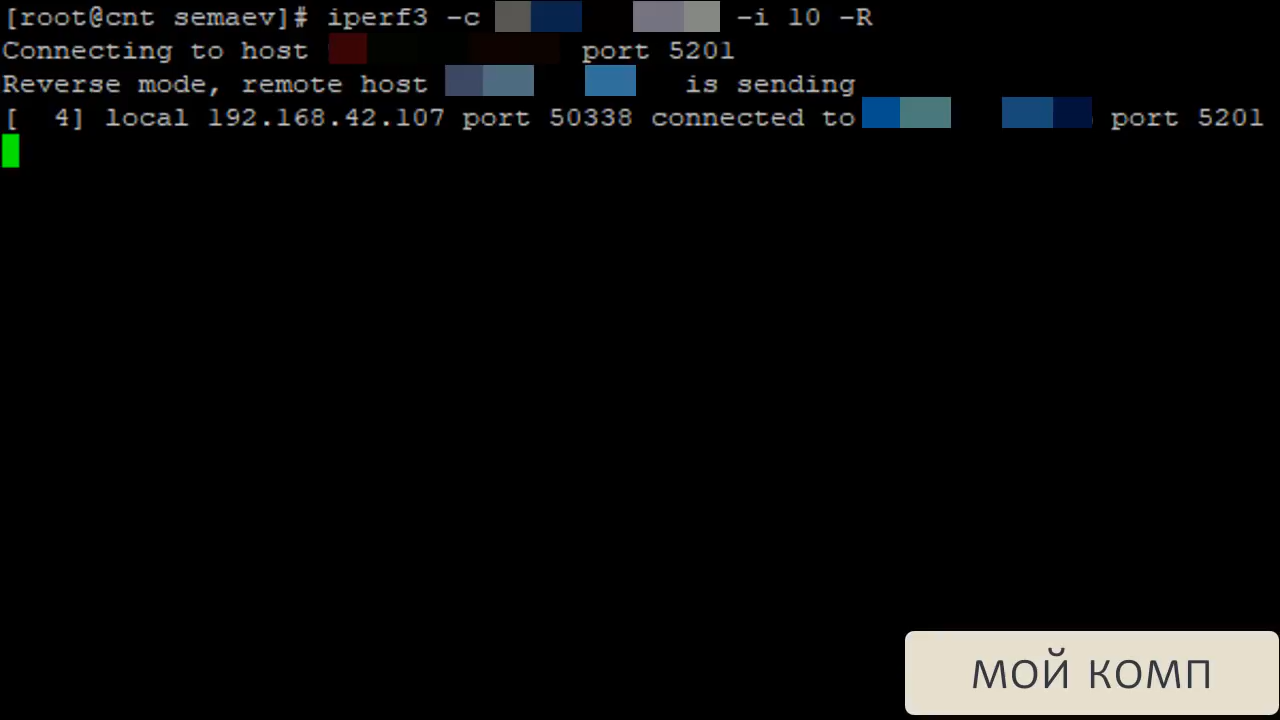 [root@cnt semaev]# iperf3 -c -i 10 -R
Connecting to host port 5201
Reverse mode, remote host is sending
[ 4] local 192.168.42.107 port 50338 connected to port 5201
МОЙ КОМП